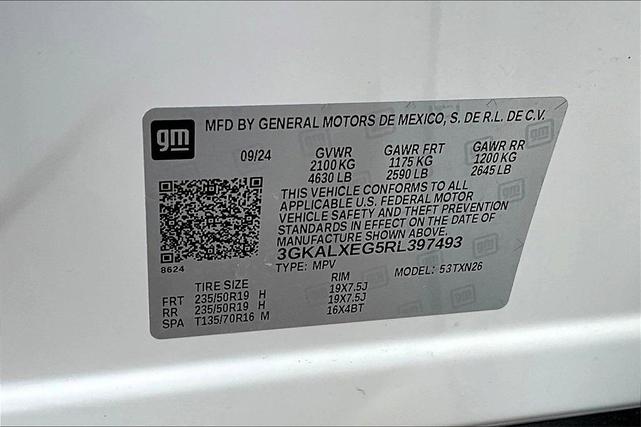 gm MFD BY GENERAL MOTORS DE MEXICO, S. DE R.L. DE C.V.
09/24 GVWR GAWR FRT GAWR RR
2100 KG 1175 KG 1200 KG
4630 LB 2590 LB 2645 LB
THIS VEHICLE CONFORMS TO ALL
APPLICABLE U.S. FEDERAL MOTOR
VEHICLE SAFETY AND THEFT PREVENTION
STANDARDS IN EFFECT ON THE DATE OF
MANUFACTURE SHOWN ABOVE.
3GKALXEG5RL397493
8624 TYPE: MPV MODEL: 53TXN26
TIRE SIZE RIM
FRT 235/50R19 H 19X7.5J
RR 235/50R19 H 19X7.5J
SPA T135/70R16 M 16X4BT